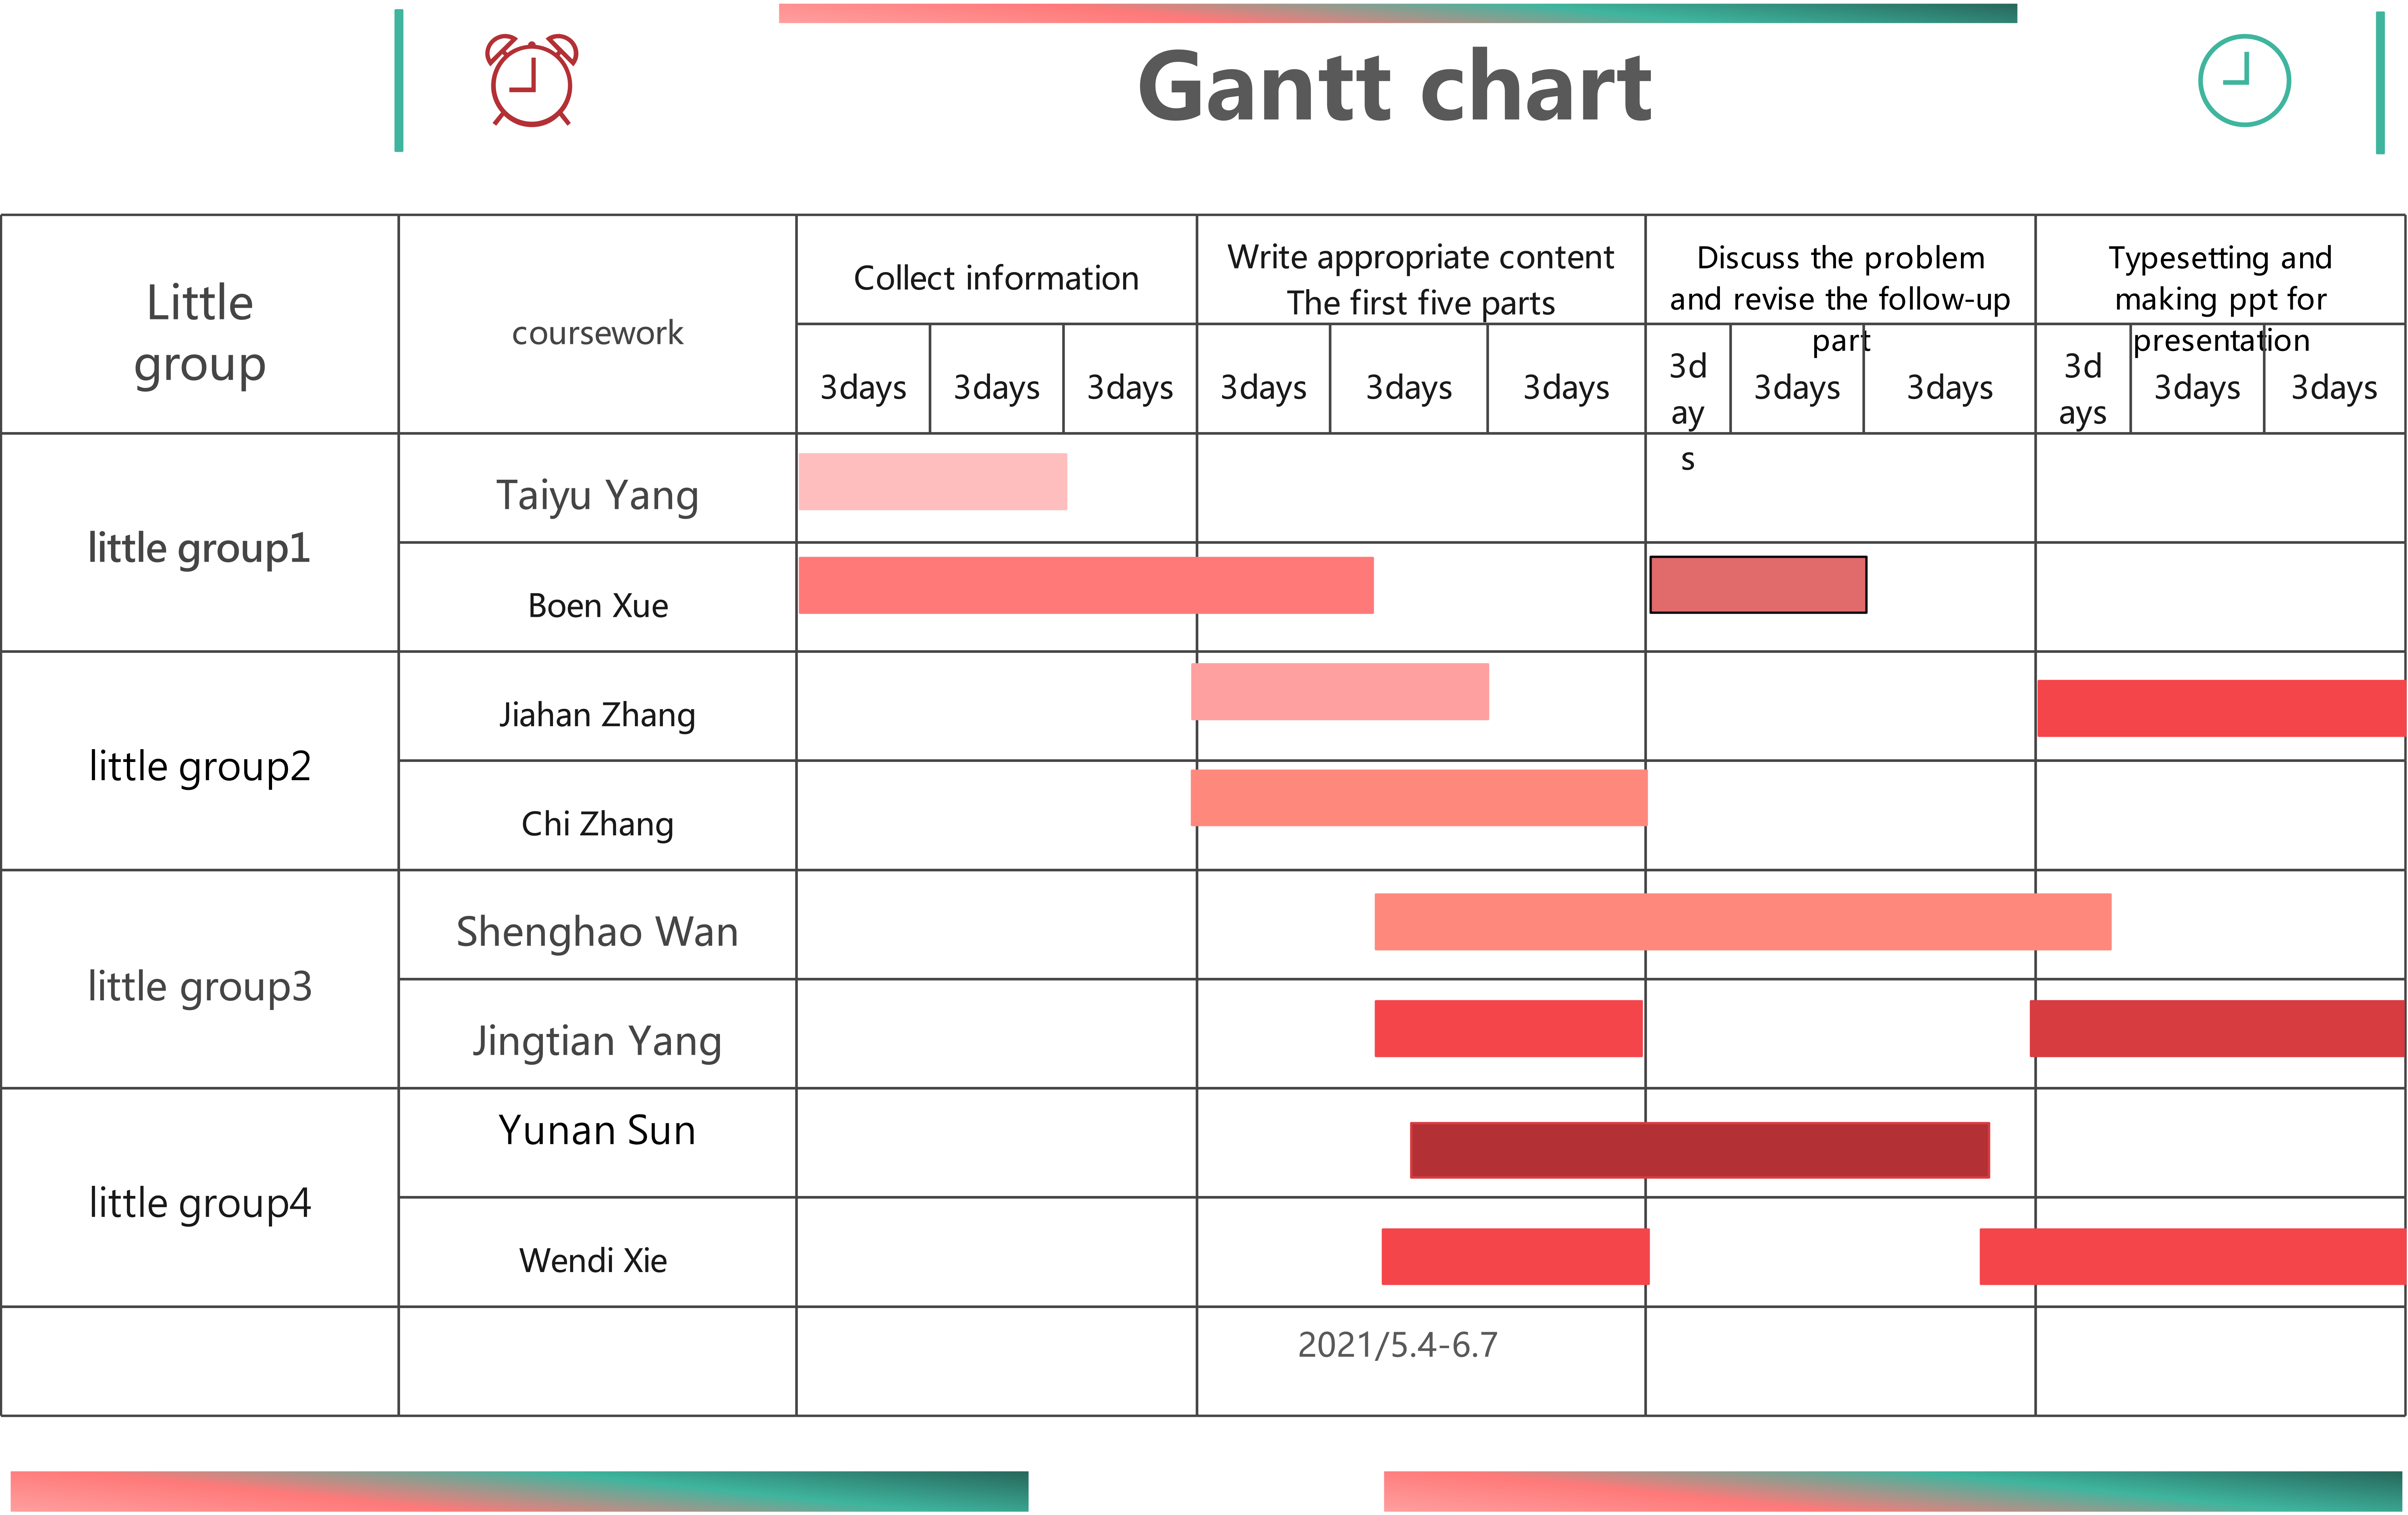 Gantt chart
Little
group
coursework
Collect information
Write appropriate content
The first five parts
Discuss the problem
and revise the follow-up
part
Typesetting and
making ppt for
presentation
3days
3days
3days
3days
3days
3days
3d
ay
s
3days
3days
3d
ays
3days
3days
little group1
Taiyu Yang
Boen Xue
little group2
Jiahan Zhang
Chi Zhang
little group3
Shenghao Wan
Jingtian Yang
little group4
Yunan Sun
Wendi Xie
2021/5.4-6.7